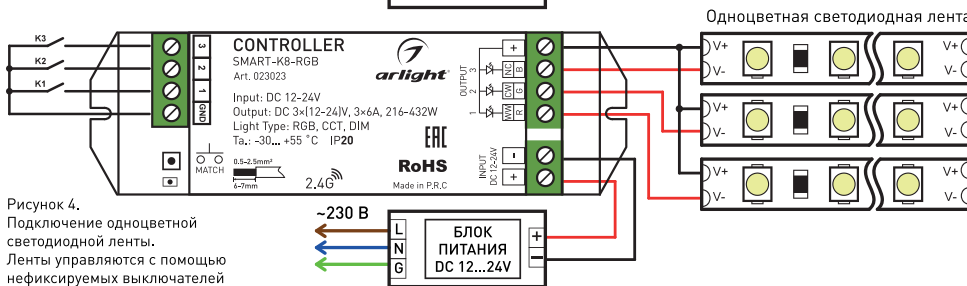 Одноцветная светодиодная лента
K3
K2
K1
3
2
1
GND
CONTROLLER
SMART-K8-RGB
Art. 023023
Input: DC 12-24V
Output: DC 3×(12-24)V, 3×6A, 216-432W
Light Type: RGB, CCT, DIM
Ta.: -30... +55 °C IP20
MATCH
0.5-2.5mm²
6-7mm
2.4G
arlight
EAC
RoHS
Made in P.R.C
OUTPUT
3
2
1
+
NC B
CW G
WW R
INPUT
DC 12-24V
-
+
V+
V-
V+
V-
V+
V-
V+
V-
V+
V-
V+
V-
Рисунок 4.
Подключение одноцветной
светодиодной ленты.
Ленты управляются с помощью
нефиксируемых выключателей
~230 В
L
N
G
БЛОК
ПИТАНИЯ
DC 12...24V
+
−